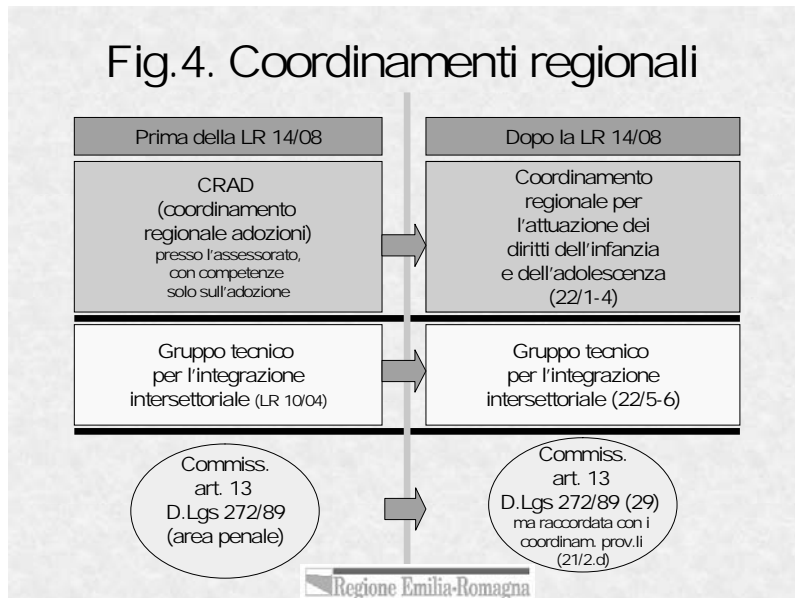 Fig.4. Coordinamenti regionali
Prima della LR 14/08
Dopo la LR 14/08
CRAD
(coordinamento
regionale adozioni)
presso l'assessorato,
con competenze
solo sull'adozione
Coordinamento
regionale per
l'attuazione dei
diritti dell'infanzia
e dell'adolescenza
(22/1-4)
Gruppo tecnico
per l'integrazione
intersettoriale (LR 10/04)
Gruppo tecnico
per l'integrazione
intersettoriale (22/5-6)
Commiss.
art. 13
D.Lgs 272/89
(area penale)
Commiss.
art. 13
D.Lgs 272/89 (29)
ma raccordata con i
coordinam. prov.li
(21/2.d)
Regione Emilia-Romagna